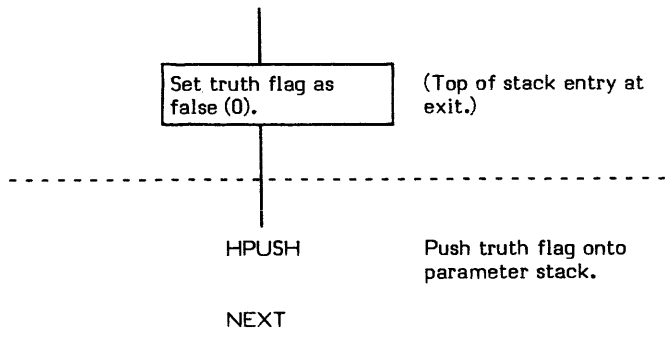 Set truth flag as
false (0).
(Top of stack entry at
exit.)
HPUSH
Push truth flag onto
parameter stack.
NEXT